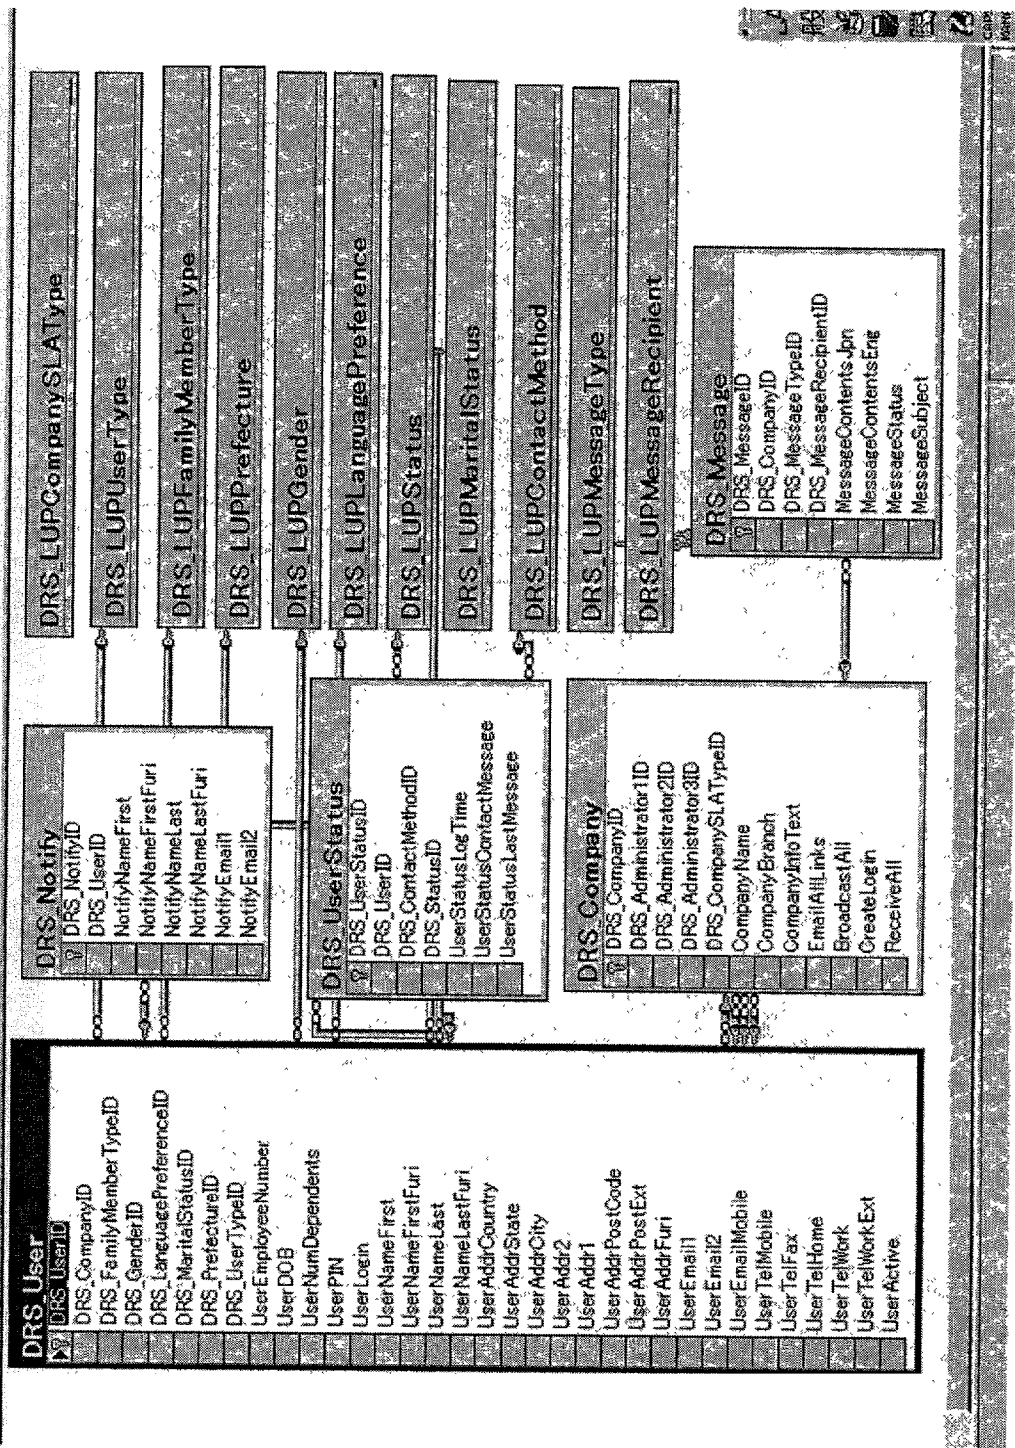 DRS_User
DRS_UserID
DRS_CompanyID
DRS_FamilyMemberTypeID
DRS_GenderID
DRS_LanguagePreferenceID
DRS_MaritalStatusID
DRS_PrefectureID
DRS_UserTypeID
UserEmployeeNumber
UserDOB
UserNumDependents
UserPIN
UserLogin
UserNameFirst
UserNameFirstFuri
UserNameLast
UserNameLastFuri
UserAddrCountry
UserAddrState
UserAddrCity
UserAddr2
UserAddr1
UserAddrPostCode
UserAddrPostExt
UserAddrFuri
UserEmail1
UserEmail2
UserEmailMobile
UserTelMobile
UserTelFax
UserTelHome
UserTelWork
UserTelWorkExt
UserActive
DRS_Notify
DRS_NotifyID
DRS_UserID
NotifyNameFirst
NotifyNameFirstFuri
NotifyNameLast
NotifyNameLastFuri
NotifyEmail1
NotifyEmail2
DRS_UserStatus
DRS_UserStatusID
DRS_UserID
DRS_ContactMethodID
DRS_StatusID
UserStatusLogTime
UserStatusContactMessage
UserStatusLastMessage
DRS_Company
DRS_CompanyID
DRS_Administrator1ID
DRS_Administrator2ID
DRS_Administrator3ID
DRS_CompanySLATypeID
CompanyName
CompanyBranch
CompanyInfoText
EmailAllLinks
BroadcastAll
CreateLogin
ReceiveAll
DRS_LUPCompanySLAType
DRS_LUPUserType
DRS_LUPFamilyMemberType
DRS_LUPPrefecture
DRS_LUPGender
DRS_LUPLanguagePreference
DRS_LUPStatus
DRS_LUPMaritalStatus
DRS_LUPContactMethod
DRS_LUPMessageType
DRS_LUPMessageRecipient
DRS_Message
DRS_MessageID
DRS_CompanyID
DRS_MessageTypeID
DRS_MessageRecipientID
MessageContentsJpn
MessageContentsEng
MessageStatus
MessageSubject